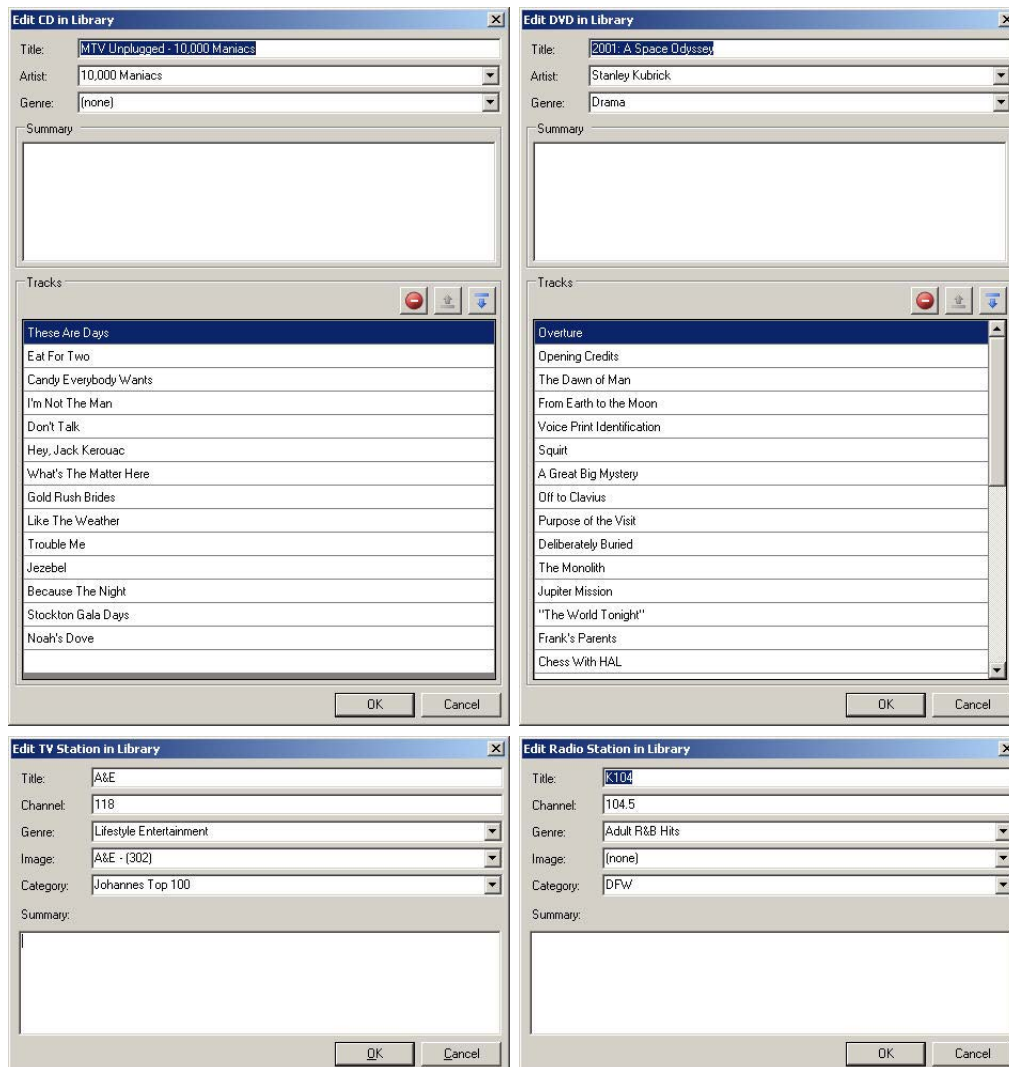 Edit CD in Library
Title: MTV Unplugged - 10,000 Maniacs
Artist: 10,000 Maniacs
Genre: (none)
Summary
Tracks
These Are Days
Eat For Two
Candy Everybody Wants
I'm Not The Man
Don't Talk
Hey, Jack Kerouac
What's The Matter Here
Gold Rush Brides
Like The Weather
Trouble Me
Jezebel
Because The Night
Stockton Gala Days
Noah's Dove
OK Cancel
Edit DVD in Library
Title: 2001: A Space Odyssey
Artist: Stanley Kubrick
Genre: Drama
Summary
Tracks
Overture
Opening Credits
The Dawn of Man
From Earth to the Moon
Voice Print Identification
Squirt
A Great Big Mystery
Off to Clavius
Purpose of the Visit
Deliberately Buried
The Monolith
Jupiter Mission
"The World Tonight"
Frank's Parents
Chess With HAL
OK Cancel
Edit TV Station in Library
Title: A&E
Channel: 118
Genre: Lifestyle Entertainment
Image: A&E - (302)
Category: Johannes Top 100
Summary:
OK Cancel
Edit Radio Station in Library
Title: K104
Channel: 104.5
Genre: Adult R&B Hits
Image: (none)
Category: DFW
Summary:
OK Cancel